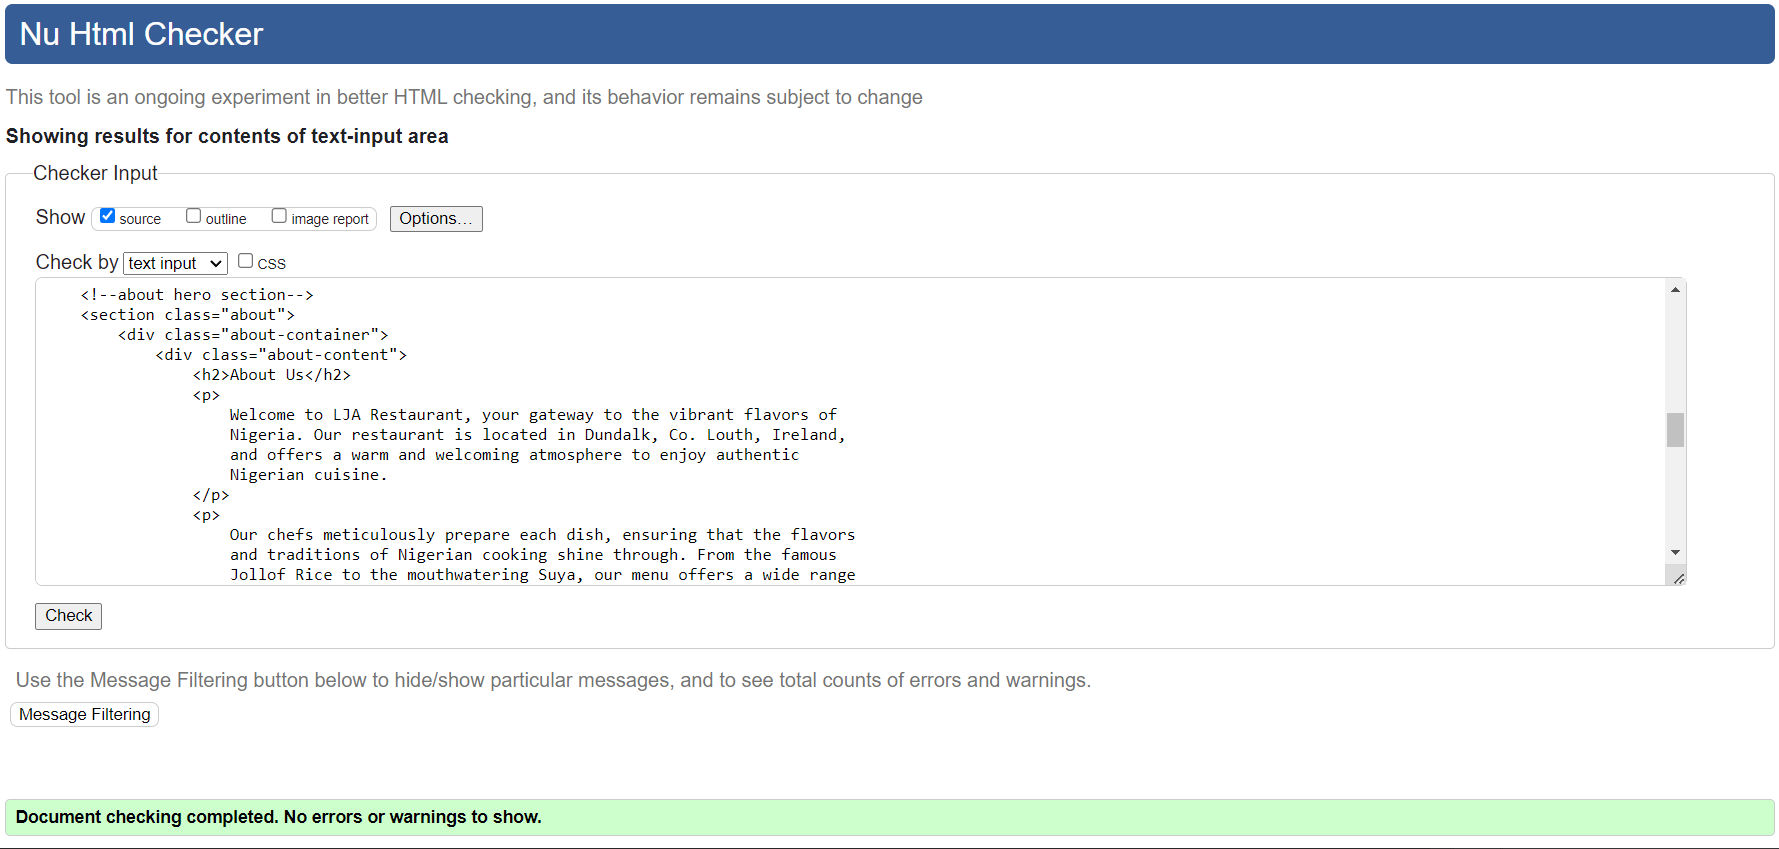 Nu Html Checker
This tool is an ongoing experiment in better HTML checking, and its behavior remains subject to change
Showing results for contents of text-input area
Checker Input
Show source outline image report Options...
Check by text input CSS
<!--about hero section-->
<section class="about">
<div class="about-container">
<div class="about-content">
<h2>About Us</h2>
<p>
Welcome to LJA Restaurant, your gateway to the vibrant flavors of
Nigeria. Our restaurant is located in Dundalk, Co. Louth, Ireland,
and offers a warm and welcoming atmosphere to enjoy authentic
Nigerian cuisine.
</p>
<p>
Our chefs meticulously prepare each dish, ensuring that the flavors
and traditions of Nigerian cooking shine through. From the famous
Jollof Rice to the mouthwatering Suya, our menu offers a wide range
Check
Use the Message Filtering button below to hide/show particular messages, and to see total counts of errors and warnings.
Message Filtering
Document checking completed. No errors or warnings to show.